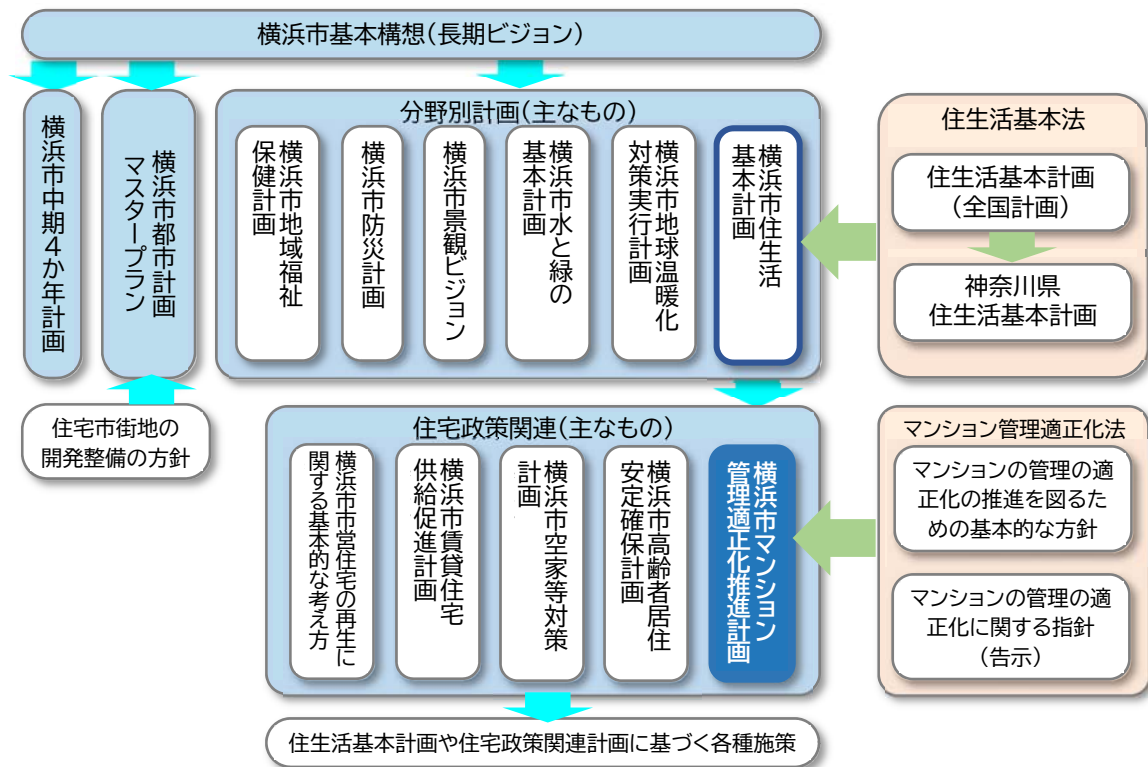 横浜市基本構想（長期ビジョン）
横浜市中期４か年計画
横浜市都市計画
マスタープラン
住宅市街地の
開発整備の方針
分野別計画（主なもの）
横浜市地域福祉
保健計画
横浜市防災計画
横浜市景観ビジョン
横浜市水と緑の
基本計画
横浜市地球温暖化
対策実行計画
横浜市住生活
基本計画
住生活基本法
住生活基本計画
（全国計画）
神奈川県
住生活基本計画
住宅政策関連（主なもの）
横浜市市営住宅の再生に
関する基本的な考え方
横浜市賃貸住宅
供給促進計画
横浜市空家等対策
計画
横浜市高齢者居住
安定確保計画
横浜市マンション
管理適正化推進計画
マンション管理適正化法
マンションの管理の適
正化の推進を図るため
の基本的な方針
マンションの管理の適
正化に関する指針
（告示）
住生活基本計画や住宅政策関連計画に基づく各種施策